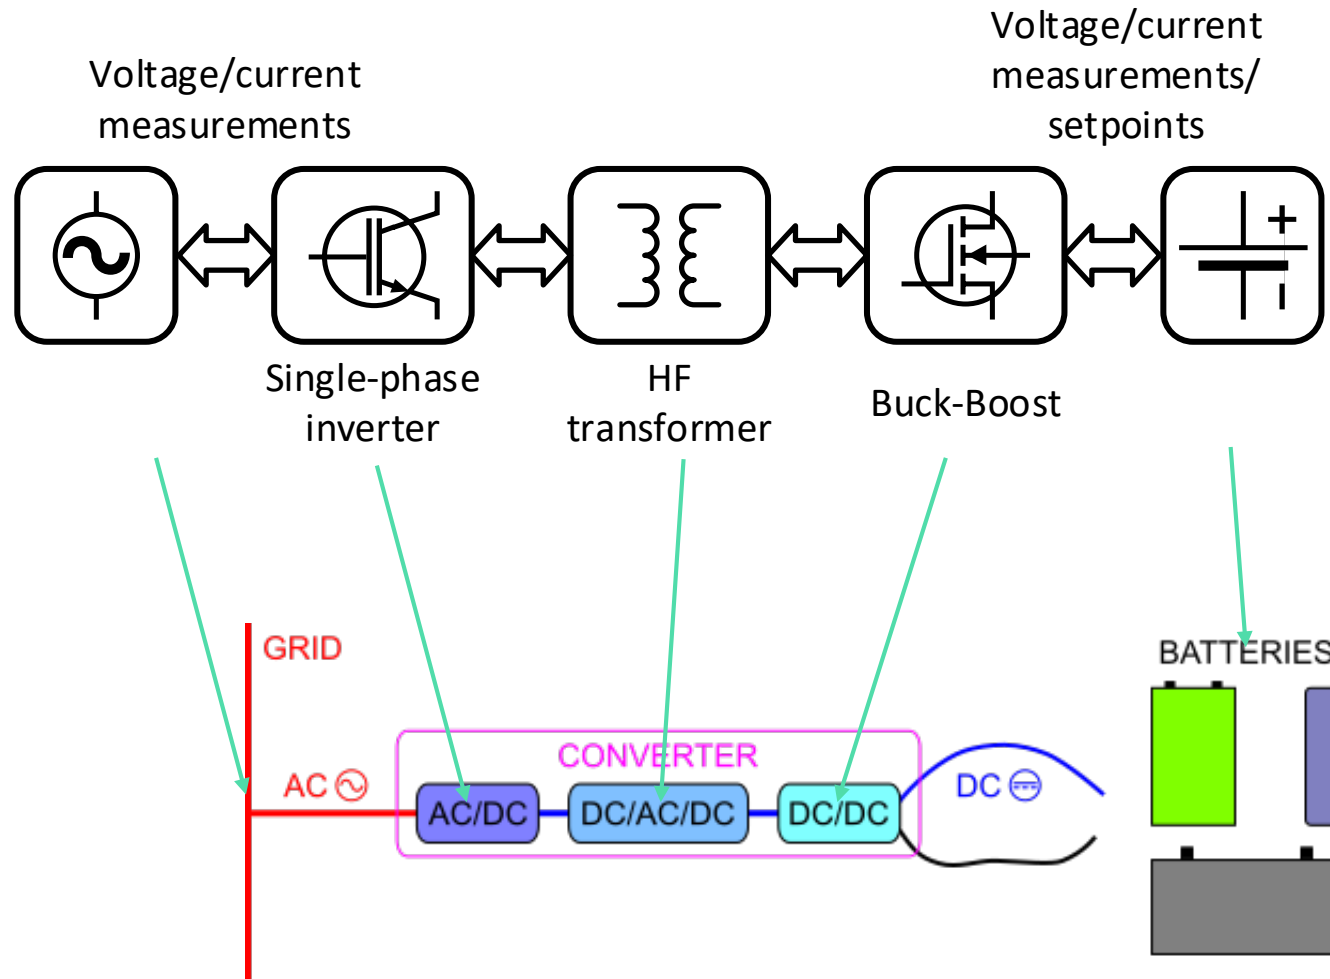 Voltage/current
measurements
Voltage/current
measurements/
setpoints
Single-phase
inverter
HF
transformer
Buck-Boost
GRID
BATTERIES
CONVERTER
AC
AC/DC
DC/AC/DC
DC/DC
DC